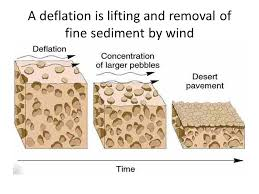 A deflation is lifting and removal of
fine sediment by wind
Deflation
Concentration
of larger pebbles
Desert
pavement
Time